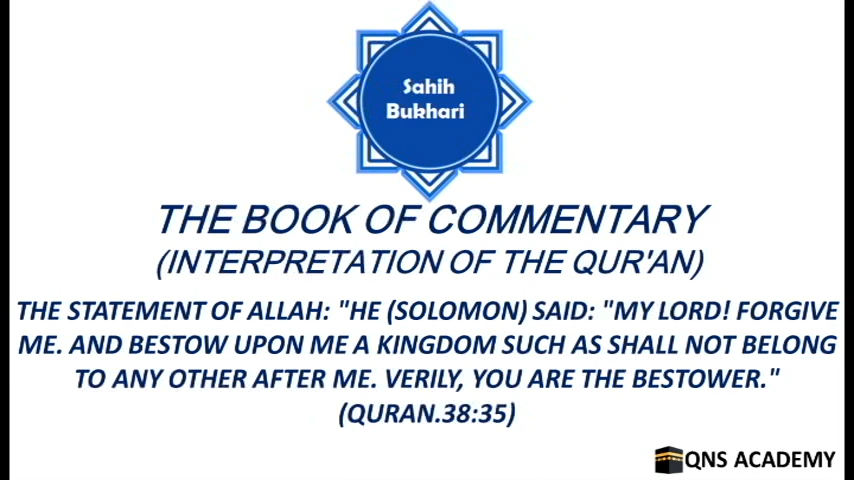 Sahih
Bukhari
THE BOOK OF COMMENTARY
(INTERPRETATION OF THE QUR'AN)
THE STATEMENT OF ALLAH: "HE (SOLOMON) SAID: "MY LORD! FORGIVE
ME. AND BESTOW UPON ME A KINGDOM SUCH AS SHALL NOT BELONG
TO ANY OTHER AFTER ME. VERILY, YOU ARE THE BESTOWER."
(QURAN.38:35)
QNS ACADEMY